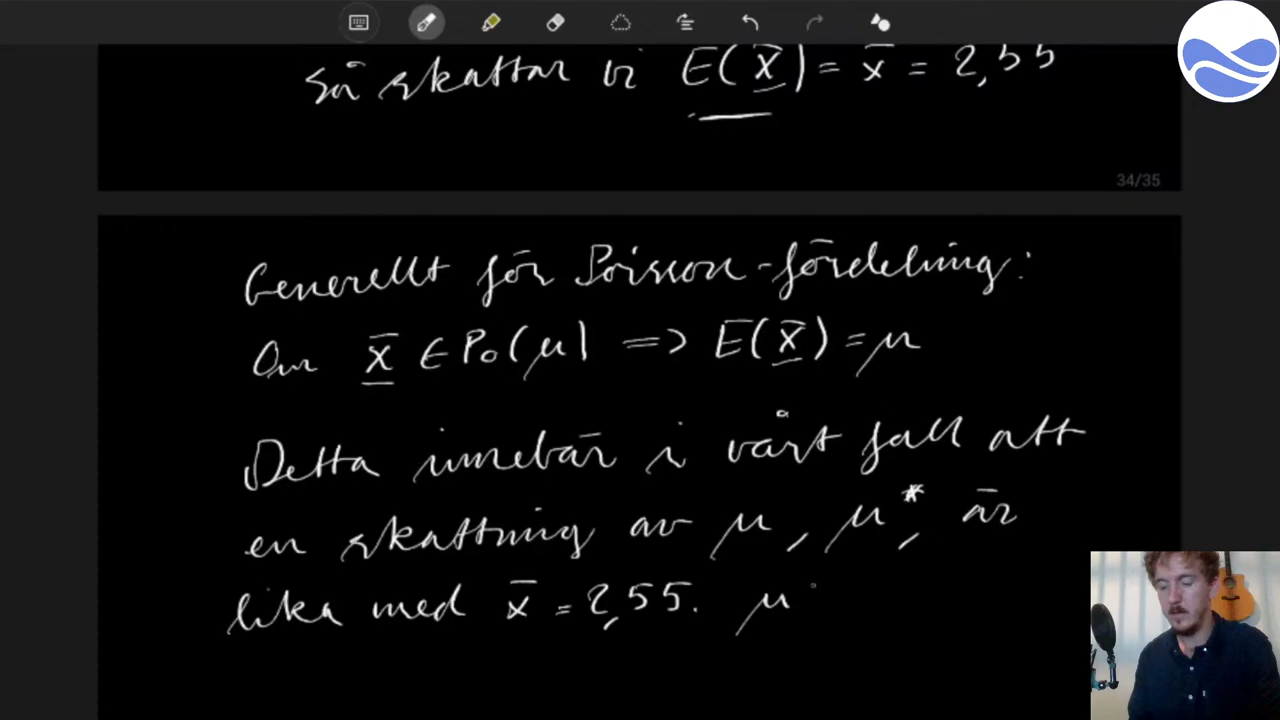 så skattar vi E(X) = x̄ = 2,55
34/35
Generellt för Poisson-fördelning:
Om X ∈ Po(μ) => E(X) = μ
Detta innebär i vårt fall att
en skattning av μ, μ*, är
lika med x̄ = 2,55. μ